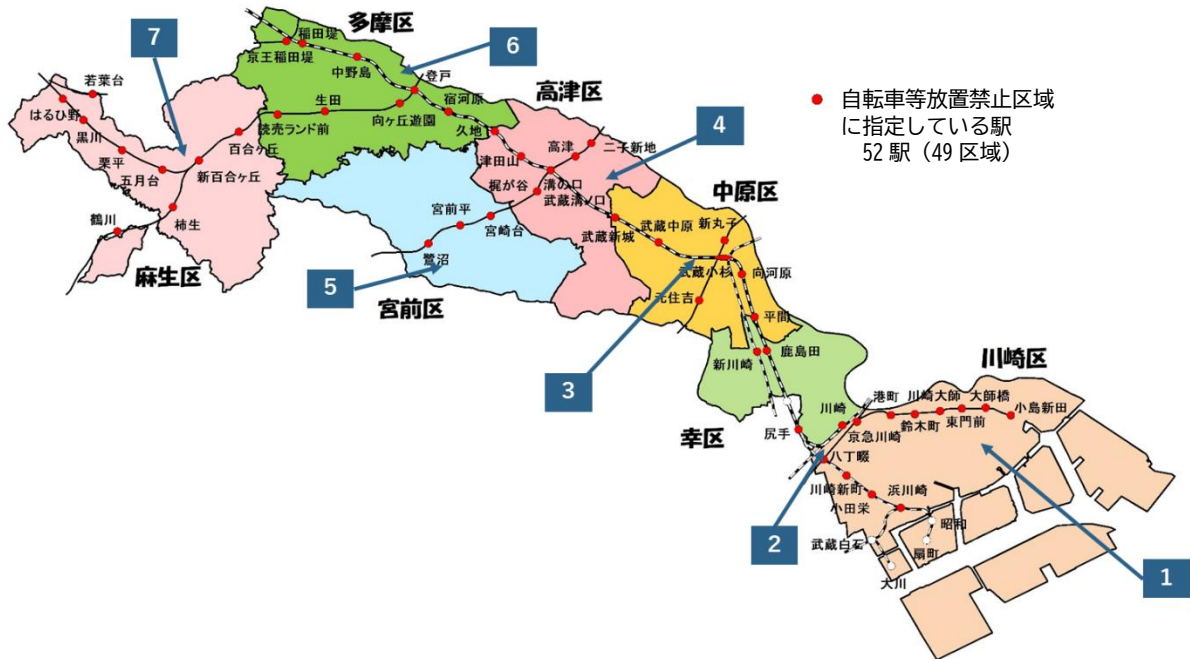 多摩区
7
稲田堤
6
京王稲田堤
中野島
登戸
若葉台
はるひ野
生田
宿河原
高津区
自転車等放置禁止区域
に指定している駅
52駅（49区域）
黒川
読売ランド前
向ヶ丘遊園
久地
4
百合ヶ丘
高津
二子新地
栗平
津田山
五月台
新百合ヶ丘
梶が谷
溝の口
武蔵溝ノ口
中原区
鶴川
柿生
宮前平
宮崎台
武蔵新城
武蔵中原
新丸子
鷺沼
麻生区
5
宮前区
武蔵小杉
向河原
元住吉
平間
3
新川崎
鹿島田
川崎区
幸区
尻手
川崎
港町
川崎大師
大師橋
小島新田
京急川崎
鈴木町
東門前
八丁畷
川崎新町
小田栄
浜川崎
2
昭和
武蔵白石
扇町
大川
1